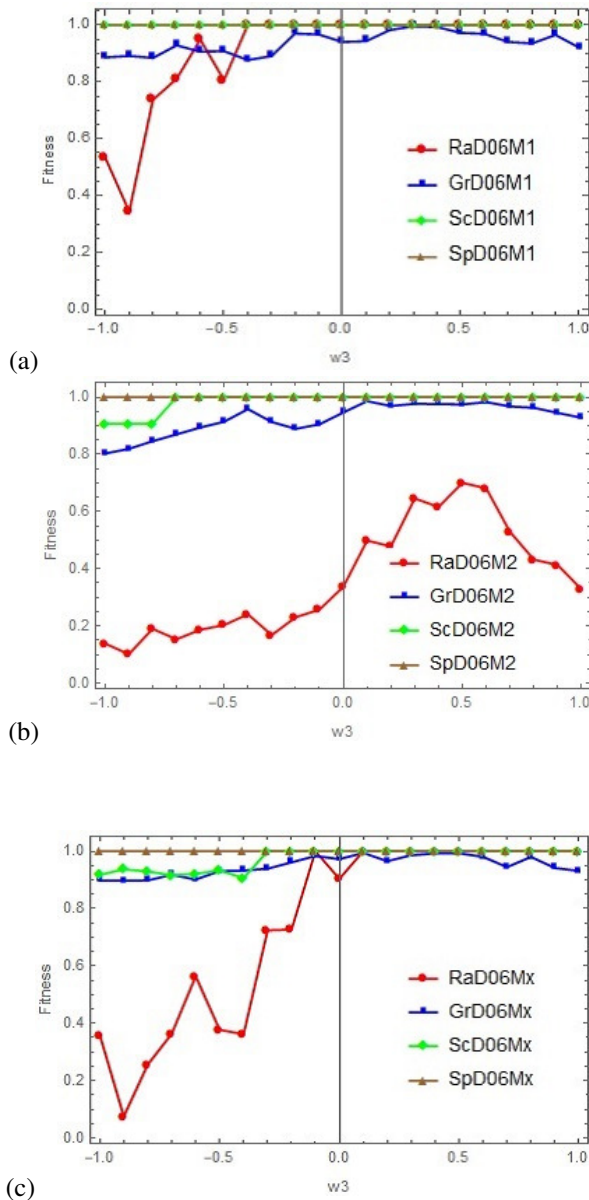 1.0
0.8
0.6
0.4
0.2
0.0
Fitness
RaD06M1
GrD06M1
ScD06M1
SpD06M1
−1.0 −0.5 0.0 0.5 1.0
w3
(a)
1.0
0.8
0.6
0.4
0.2
0.0
Fitness
RaD06M2
GrD06M2
ScD06M2
SpD06M2
−1.0 −0.5 0.0 0.5 1.0
w3
(b)
1.0
0.8
0.6
0.4
0.2
0.0
Fitness
RaD06Mx
GrD06Mx
ScD06Mx
SpD06Mx
−1.0 −0.5 0.0 0.5 1.0
w3
(c)